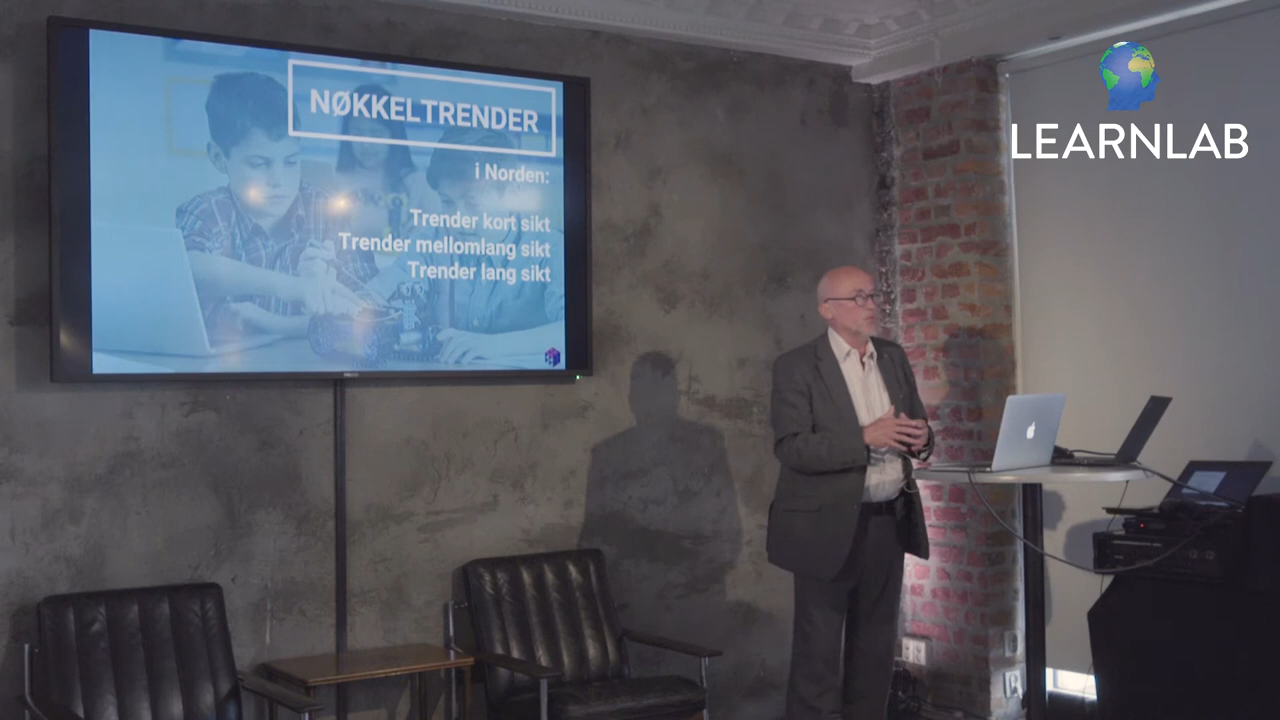 NØKKELTRENDER
i Norden:
Trender kort sikt
Trender mellomlang sikt
Trender lang sikt
LEARNLAB